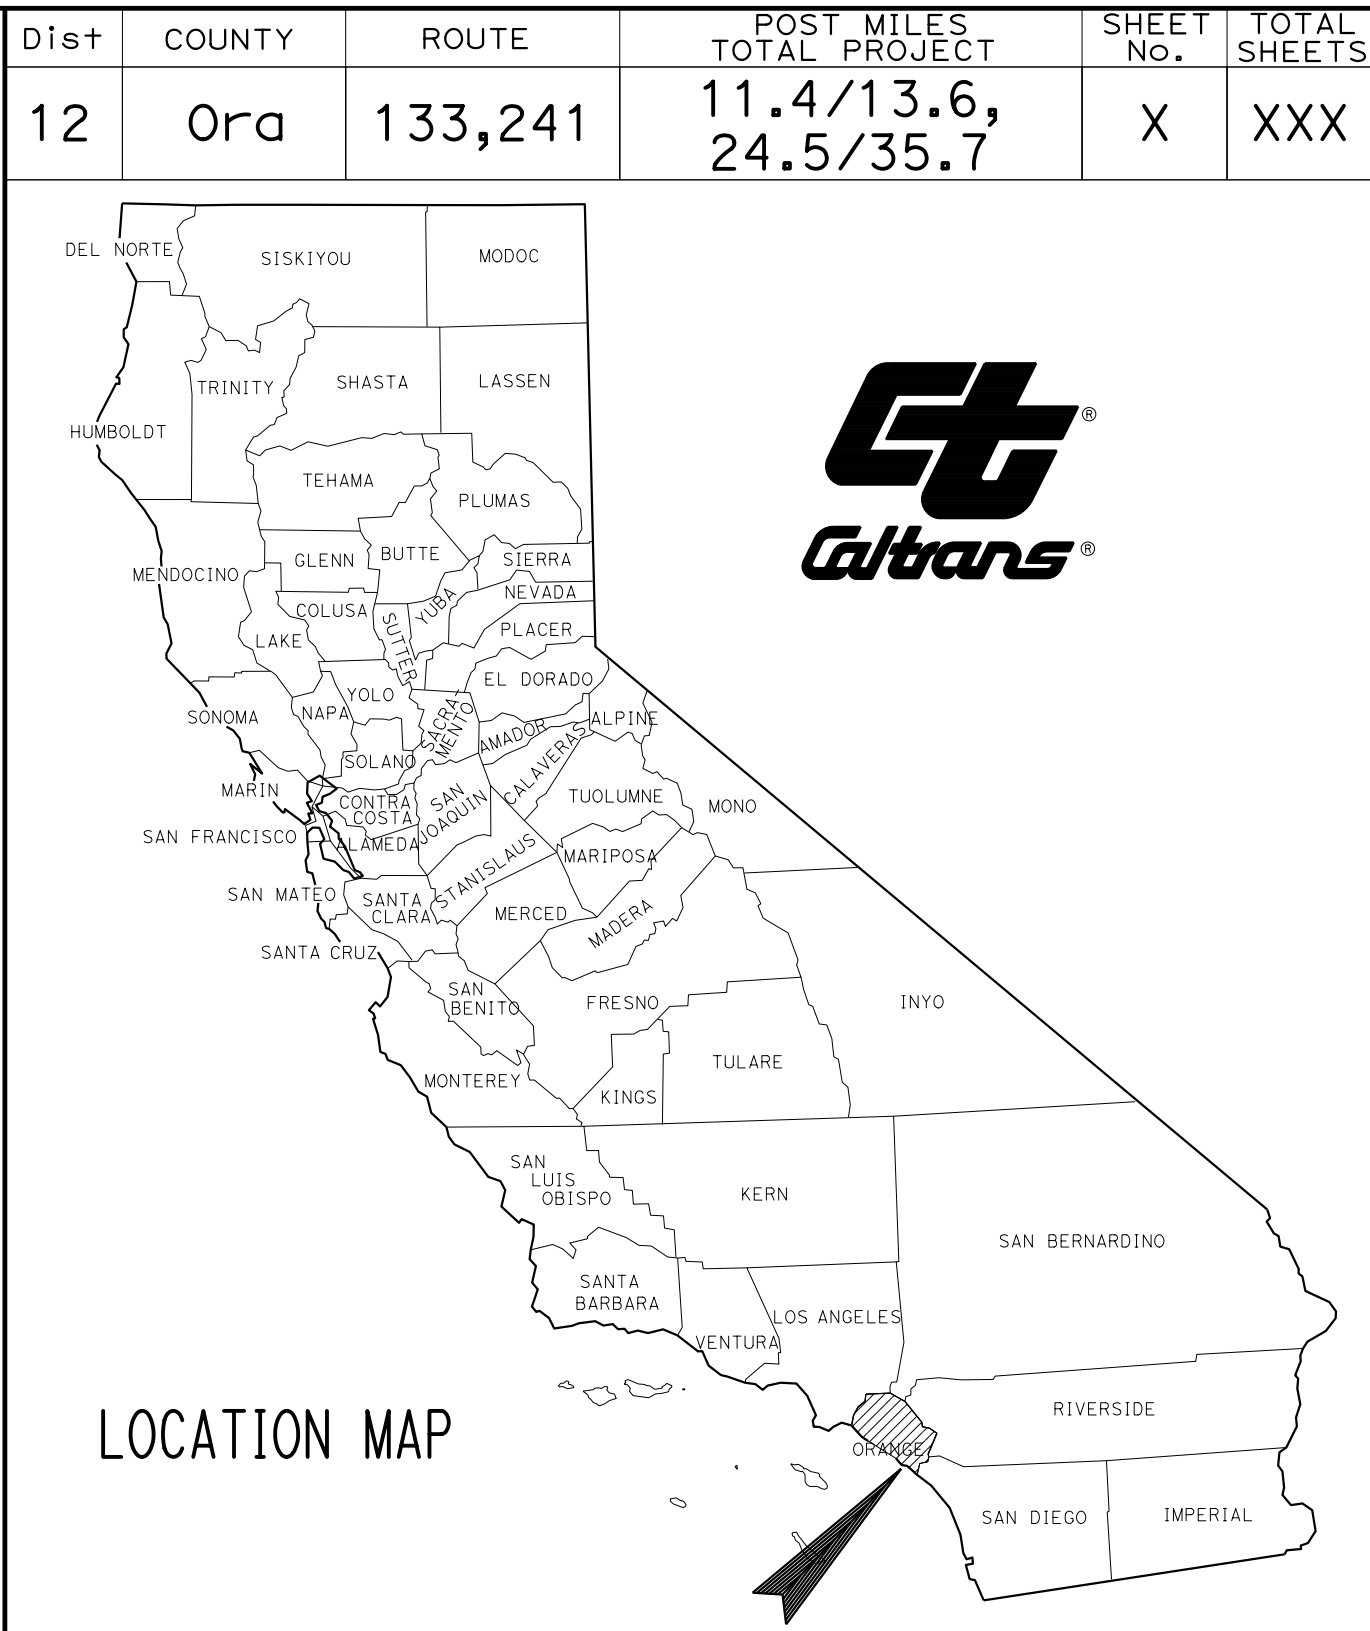 Dist COUNTY ROUTE POST MILES TOTAL PROJECT SHEET No. TOTAL SHEETS
12 Ora 133,241 11.4/13.6, 24.5/35.7 X XXX
DEL NORTE
SISKIYOU
MODOC
TRINITY
SHASTA
LASSEN
HUMBOLDT
®
TEHAMA
PLUMAS
Caltrans ®
MENDOCINO
GLENN
BUTTE
SIERRA
NEVADA
COLUSA
YUBA
SUTTER
PLACER
LAKE
EL DORADO
YOLO
SONOMA
NAPA
SACRA-
MENTO
AMADOR
ALPINE
SOLANO
CALAVERAS
MARIN
CONTRA
COSTA
SAN
JOAQUIN
TUOLUMNE
MONO
SAN FRANCISCO
ALAMEDA
STANISLAUS
MARIPOSA
SAN MATEO
SANTA
CLARA
MERCED
MADERA
SANTA CRUZ
SAN
BENITO
FRESNO
INYO
MONTEREY
KINGS
TULARE
SAN
LUIS
OBISPO
KERN
SAN BERNARDINO
SANTA
BARBARA
VENTURA
LOS ANGELES
LOCATION MAP
RIVERSIDE
ORANGE
SAN DIEGO
IMPERIAL